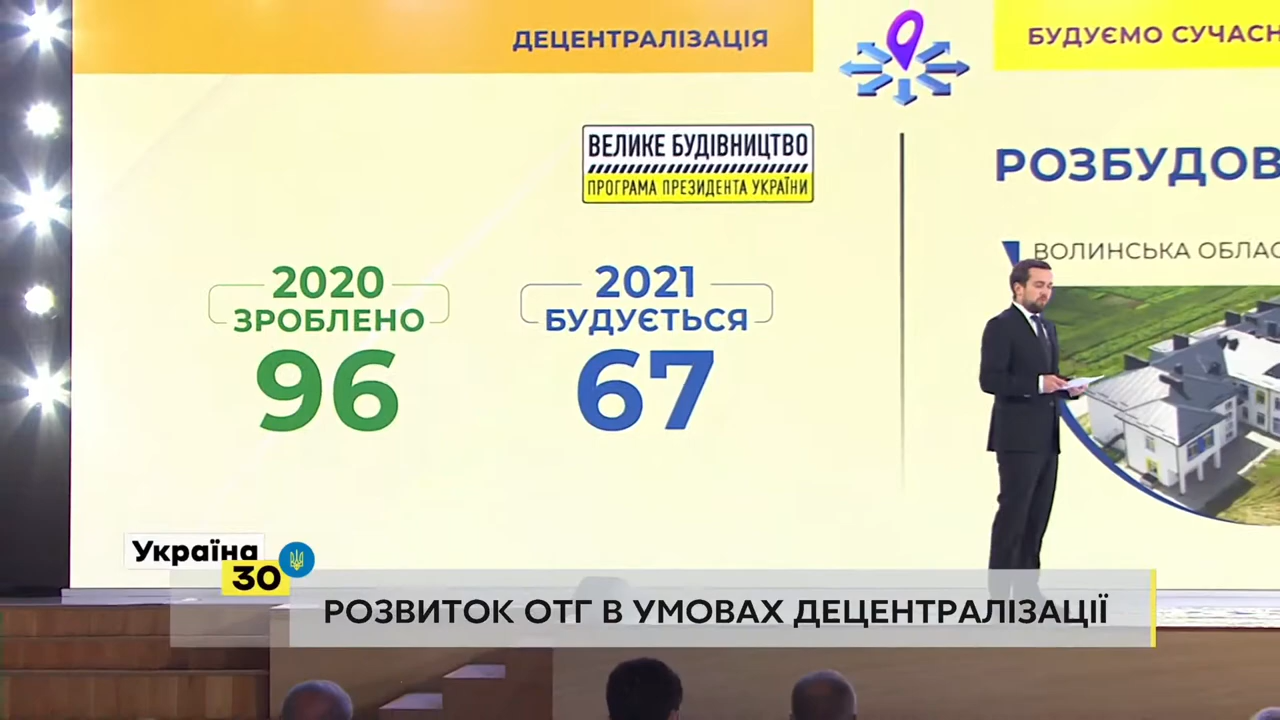 ДЕЦЕНТРАЛІЗАЦІЯ
БУДУЄМО СУЧАСН
ВЕЛИКЕ БУДІВНИЦТВО
ПРОГРАМА ПРЕЗИДЕНТА УКРАЇНИ
РОЗБУДОВ
ВОЛИНСЬКА ОБЛАС
2020
ЗРОБЛЕНО
96
2021
БУДУЄТЬСЯ
67
Україна
30
РОЗВИТОК ОТГ В УМОВАХ ДЕЦЕНТРАЛІЗАЦІЇ